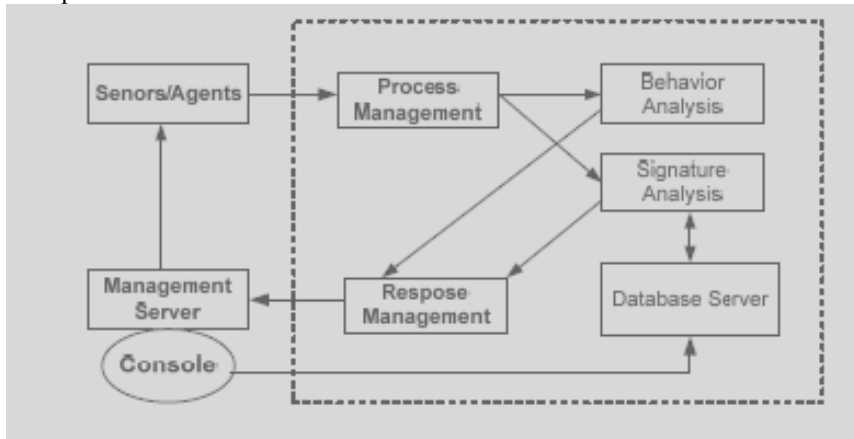 Senors/Agents
Process
Management
Behavior
Analysis
Signature
Analysis
Management
Server
Respose
Management
Database Server
Console